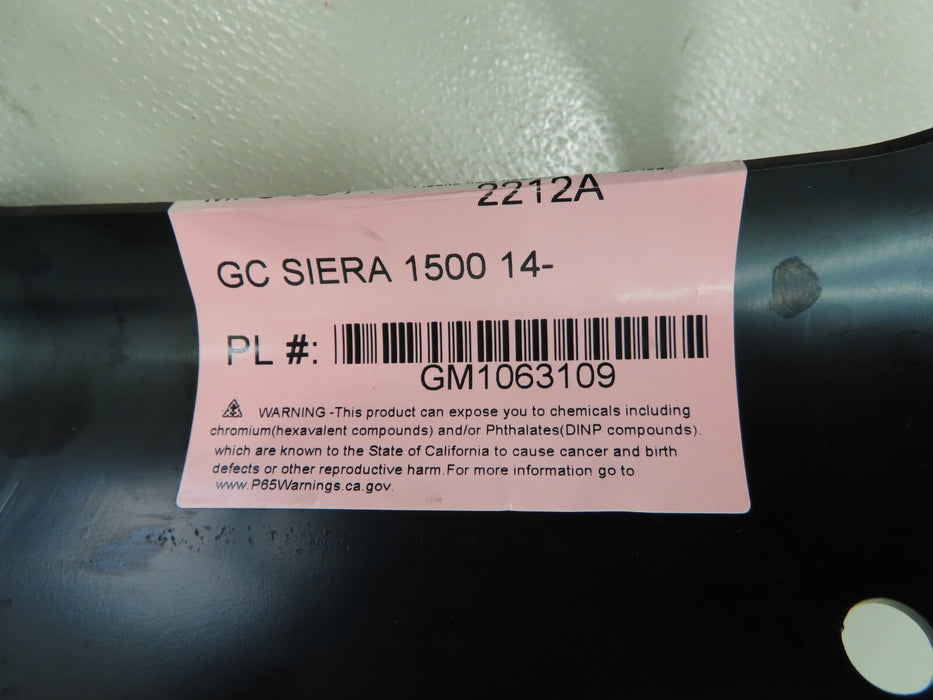 2212A
GC SIERA 1500 14-
PL #:
GM1063109
WARNING -This product can expose you to chemicals including
chromium(hexavalent compounds) and/or Phthalates(DINP compounds),
which are known to the State of California to cause cancer and birth
defects or other reproductive harm.For more information go to
www.P65Warnings.ca.gov.